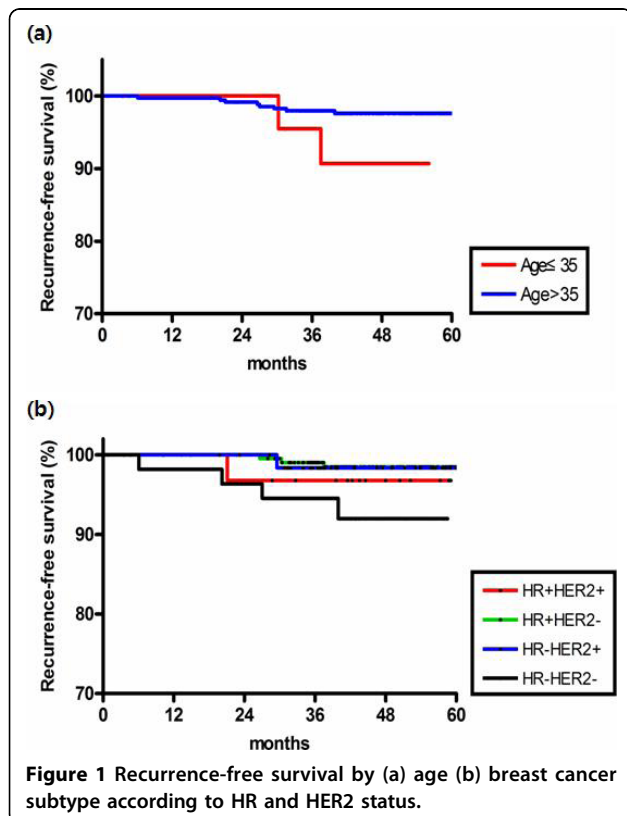 (a)
Recurrence-free survival (%)
100
90
80
70
0 12 24 36 48 60
months
Age≤ 35
Age>35
(b)
Recurrence-free survival (%)
100
90
80
70
0 12 24 36 48 60
months
HR+HER2+
HR+HER2-
HR-HER2+
HR-HER2-
Figure 1 Recurrence-free survival by (a) age (b) breast cancer
subtype according to HR and HER2 status.